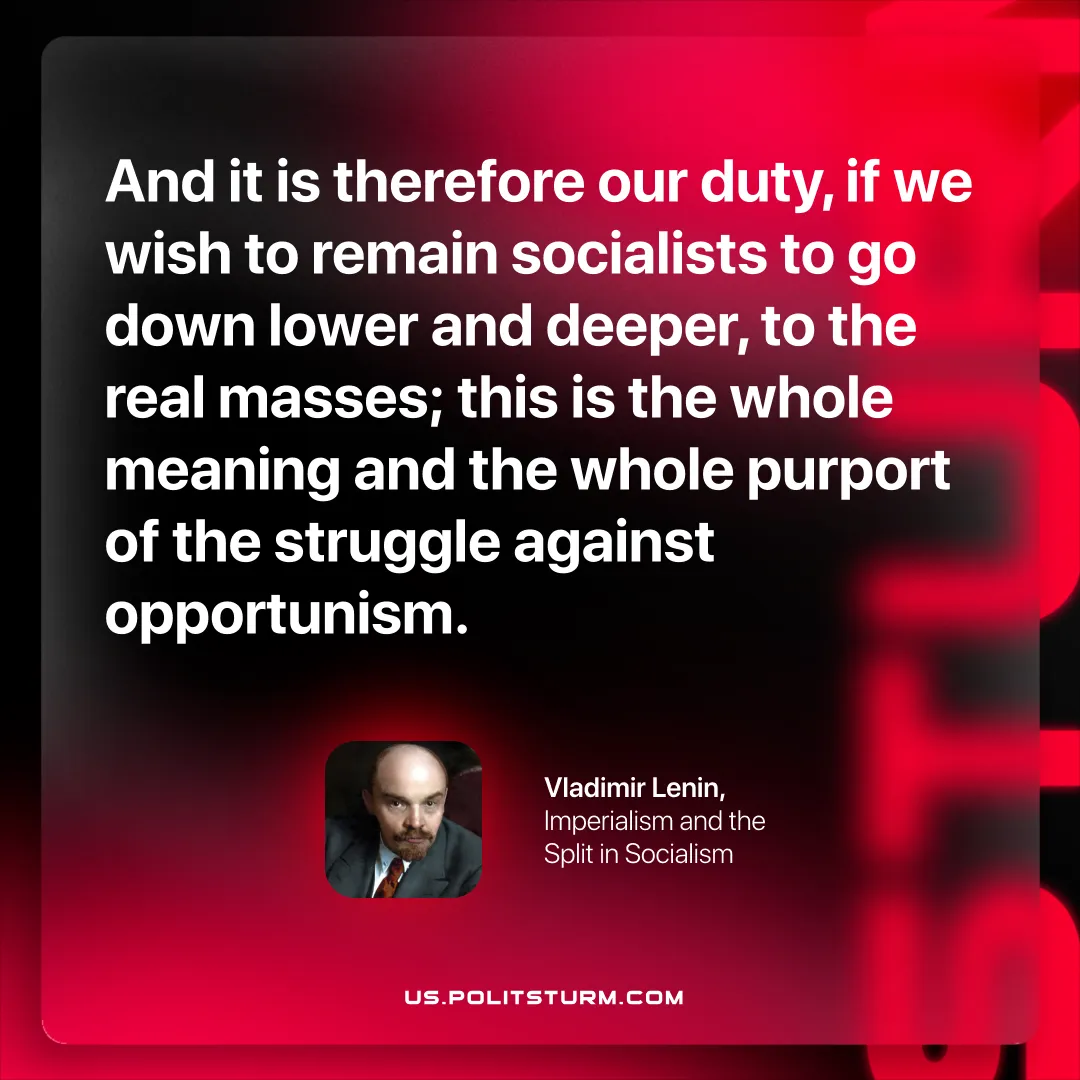 And it is therefore our duty, if we
wish to remain socialists to go
down lower and deeper, to the
real masses; this is the whole
meaning and the whole purport
of the struggle against
opportunism.
Vladimir Lenin,
Imperialism and the
Split in Socialism
US.POLITSTURM.COM